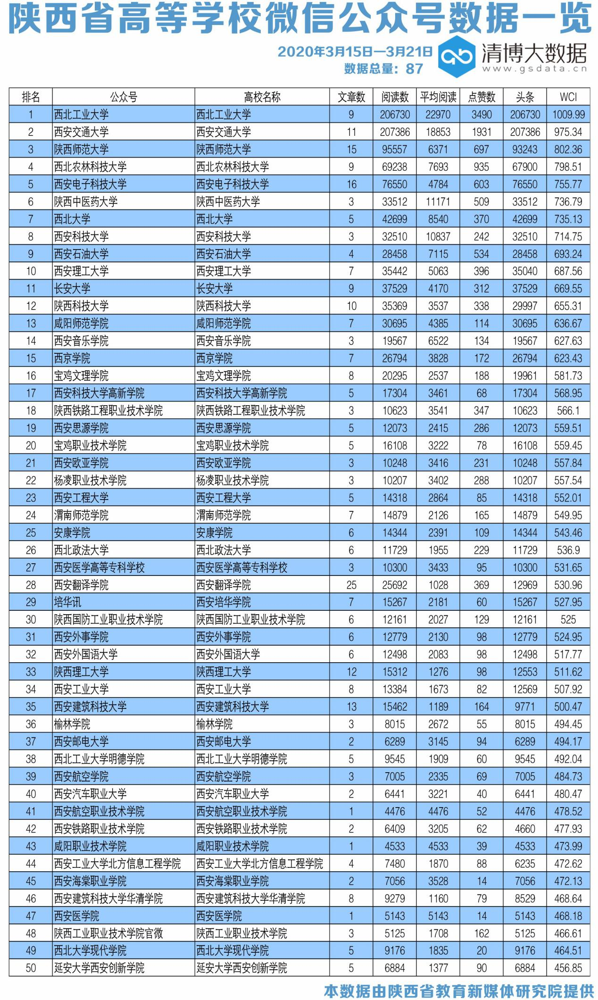 陕西省高等学校微信公众号数据一览
2020年3月15日—3月21日
数据总量：87
清博大数据
www.gsdata.cn
排名 公众号 高校名称 文章数 阅读数 平均阅读 点赞数 头条 WCI
1 西北工业大学 西北工业大学 9 206730 22970 3490 206730 1009.99
2 西安交通大学 西安交通大学 11 207386 18853 1931 207386 975.34
3 陕西师范大学 陕西师范大学 15 95557 6371 697 93243 802.36
4 西北农林科技大学 西北农林科技大学 9 69238 7693 935 67900 798.51
5 西安电子科技大学 西安电子科技大学 16 76550 4784 603 76550 755.77
6 陕西中医药大学 陕西中医药大学 3 33512 11171 509 33512 736.79
7 西北大学 西北大学 5 42699 8540 370 42699 735.13
8 西安科技大学 西安科技大学 3 32510 10837 242 32510 714.75
9 西安石油大学 西安石油大学 4 28458 7115 534 28458 693.24
10 西安理工大学 西安理工大学 7 35442 5063 396 35040 687.56
11 长安大学 长安大学 9 37529 4170 312 37529 669.55
12 陕西科技大学 陕西科技大学 10 35369 3537 338 29997 655.31
13 咸阳师范学院 咸阳师范学院 7 30695 4385 114 30695 636.67
14 西安音乐学院 西安音乐学院 3 19567 6522 134 19567 627.63
15 西京学院 西京学院 7 26794 3828 172 26794 623.43
16 宝鸡文理学院 宝鸡文理学院 8 20295 2537 188 19961 581.73
17 西安科技大学高新学院 西安科技大学高新学院 5 17304 3461 68 17304 568.95
18 陕西铁路工程职业技术学院 陕西铁路工程职业技术学院 3 10623 3541 347 10623 566.1
19 西安思源学院 西安思源学院 5 12073 2415 286 12073 559.51
20 宝鸡职业技术学院 宝鸡职业技术学院 5 16108 3222 78 16108 559.45
21 西安欧亚学院 西安欧亚学院 3 10248 3416 231 10248 557.84
22 杨凌职业技术学院 杨凌职业技术学院 3 10207 3402 288 10207 557.54
23 西安工程大学 西安工程大学 5 14318 2864 85 14318 552.01
24 渭南师范学院 渭南师范学院 7 14879 2126 165 14879 549.95
25 安康学院 安康学院 6 14344 2391 109 14344 543.46
26 西北政法大学 西北政法大学 6 11729 1955 229 11729 536.9
27 西安医学高等专科学校 西安医学高等专科学校 3 10300 3433 95 10300 531.65
28 西安翻译学院 西安翻译学院 25 25692 1028 369 12969 530.96
29 培华讯 西安培华学院 7 15267 2181 60 15267 527.95
30 陕西国防工业职业技术学院 陕西国防工业职业技术学院 6 12161 2027 129 12161 525
31 西安外事学院 西安外事学院 6 12779 2130 98 12779 524.95
32 西安外国语大学 西安外国语大学 6 12498 2083 98 12498 517.77
33 陕西理工大学 陕西理工大学 12 15312 1276 98 12553 511.62
34 西安工业大学 西安工业大学 8 13384 1673 82 12569 507.92
35 西安建筑科技大学 西安建筑科技大学 13 15462 1189 164 9771 500.47
36 榆林学院 榆林学院 3 8015 2672 55 8015 494.45
37 西安邮电大学 西安邮电大学 2 6289 3145 94 6289 494.17
38 西北工业大学明德学院 西北工业大学明德学院 5 9545 1909 60 9545 492.04
39 西安航空学院 西安航空学院 3 7005 2335 69 7005 484.73
40 西安汽车职业大学 西安汽车职业大学 2 6441 3221 40 6441 480.47
41 西安航空职业技术学院 西安航空职业技术学院 1 4476 4476 52 4476 478.52
42 西安铁路职业技术学院 西安铁路职业技术学院 2 6409 3205 62 4660 477.93
43 咸阳职业技术学院 咸阳职业技术学院 1 4533 4533 39 4533 473.99
44 西安工业大学北方信息工程学院 西安工业大学北方信息工程学院 4 7480 1870 88 6235 472.62
45 西安海棠职业学院 西安海棠职业学院 2 7056 3528 14 7056 472.13
46 西安建筑科技大学华清学院 西安建筑科技大学华清学院 8 9279 1160 79 8529 468.64
47 西安医学院 西安医学院 1 5143 5143 14 5143 468.18
48 陕西工业职业技术学院官微 陕西工业职业技术学院 3 5125 1708 162 5125 466.61
49 西北大学现代学院 西北大学现代学院 5 9176 1835 20 9176 464.51
50 延安大学西安创新学院 延安大学西安创新学院 5 6884 1377 90 6884 456.85
本数据由陕西省教育新媒体研究院提供